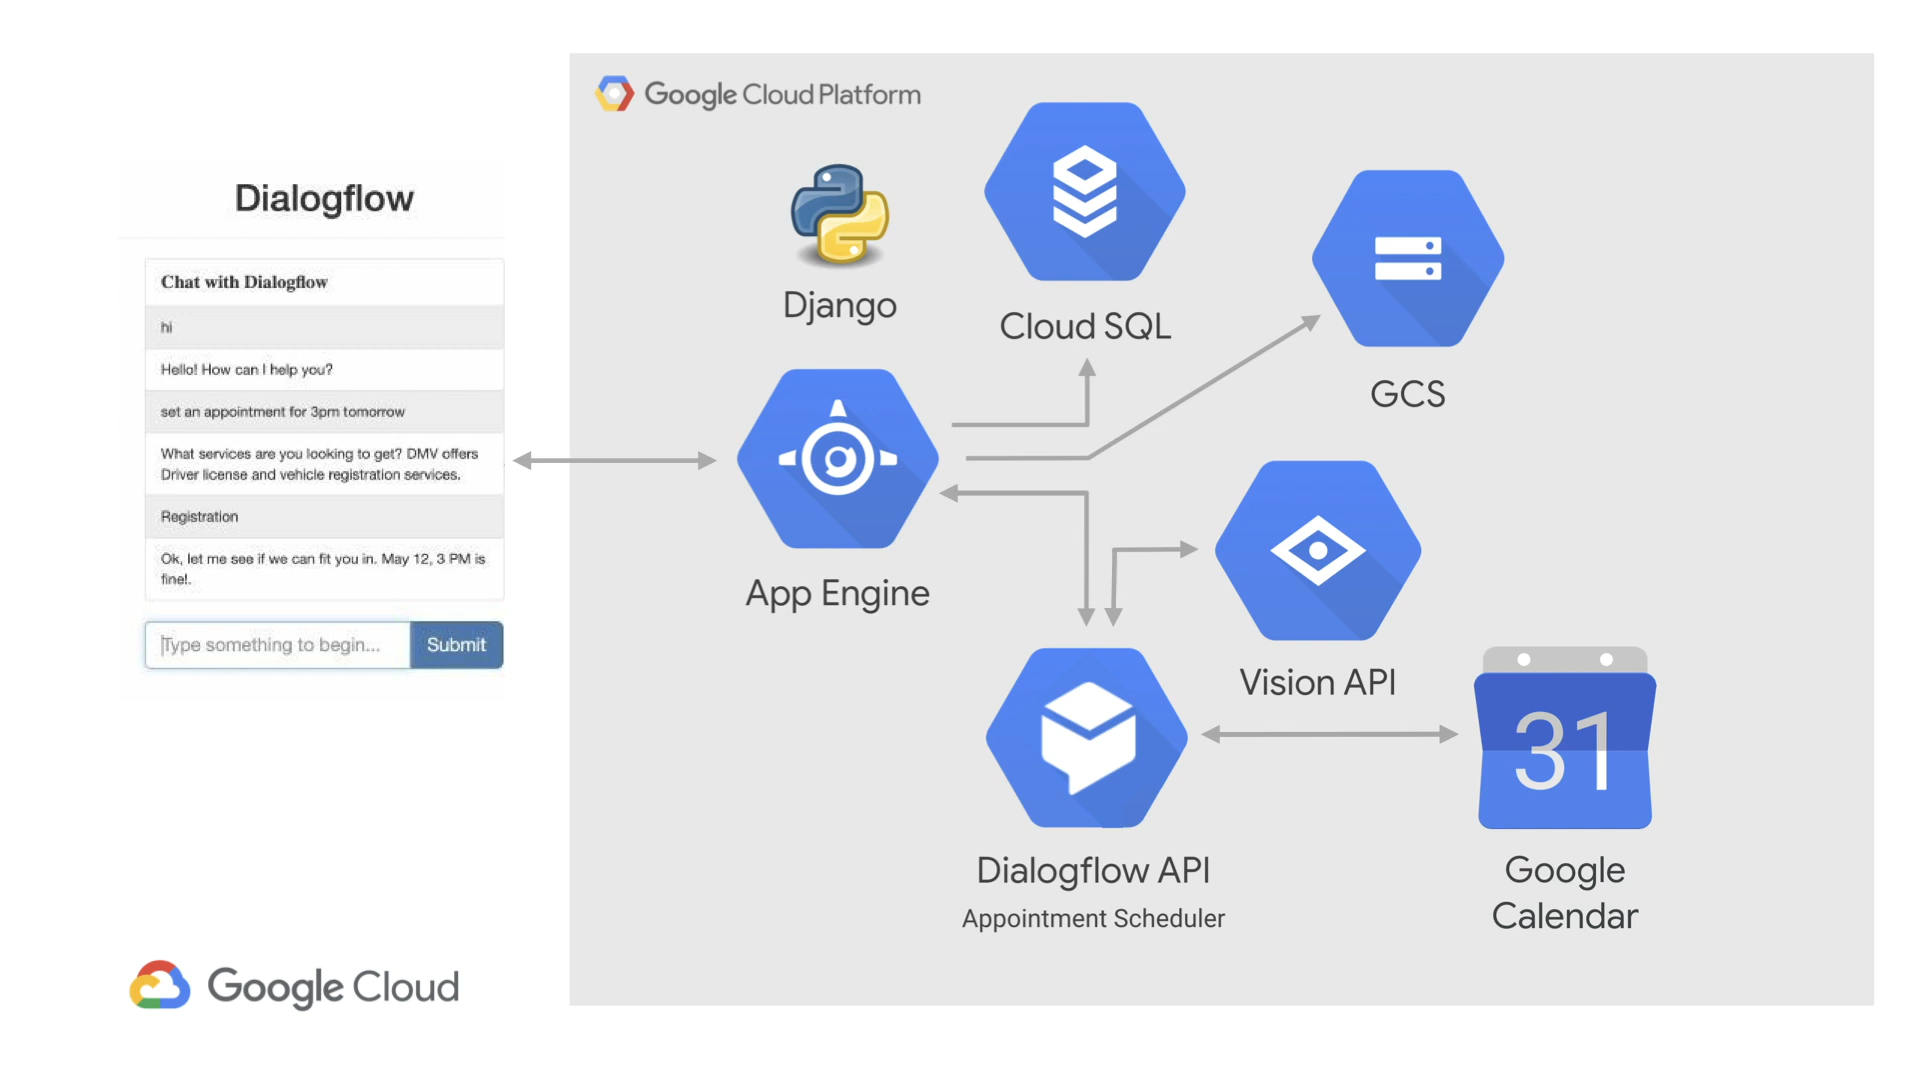 Google Cloud Platform
Dialogflow
Chat with Dialogflow
hi
Hello! How can I help you?
set an appointment for 3pm tomorrow
What services are you looking to get? DMV offers
Driver license and vehicle registration services.
Registration
Ok, let me see if we can fit you in. May 12, 3 PM is
fine!.
Type something to begin...
Submit
Django
Cloud SQL
GCS
App Engine
Vision API
31
Dialogflow API
Appointment Scheduler
Google
Calendar
Google Cloud